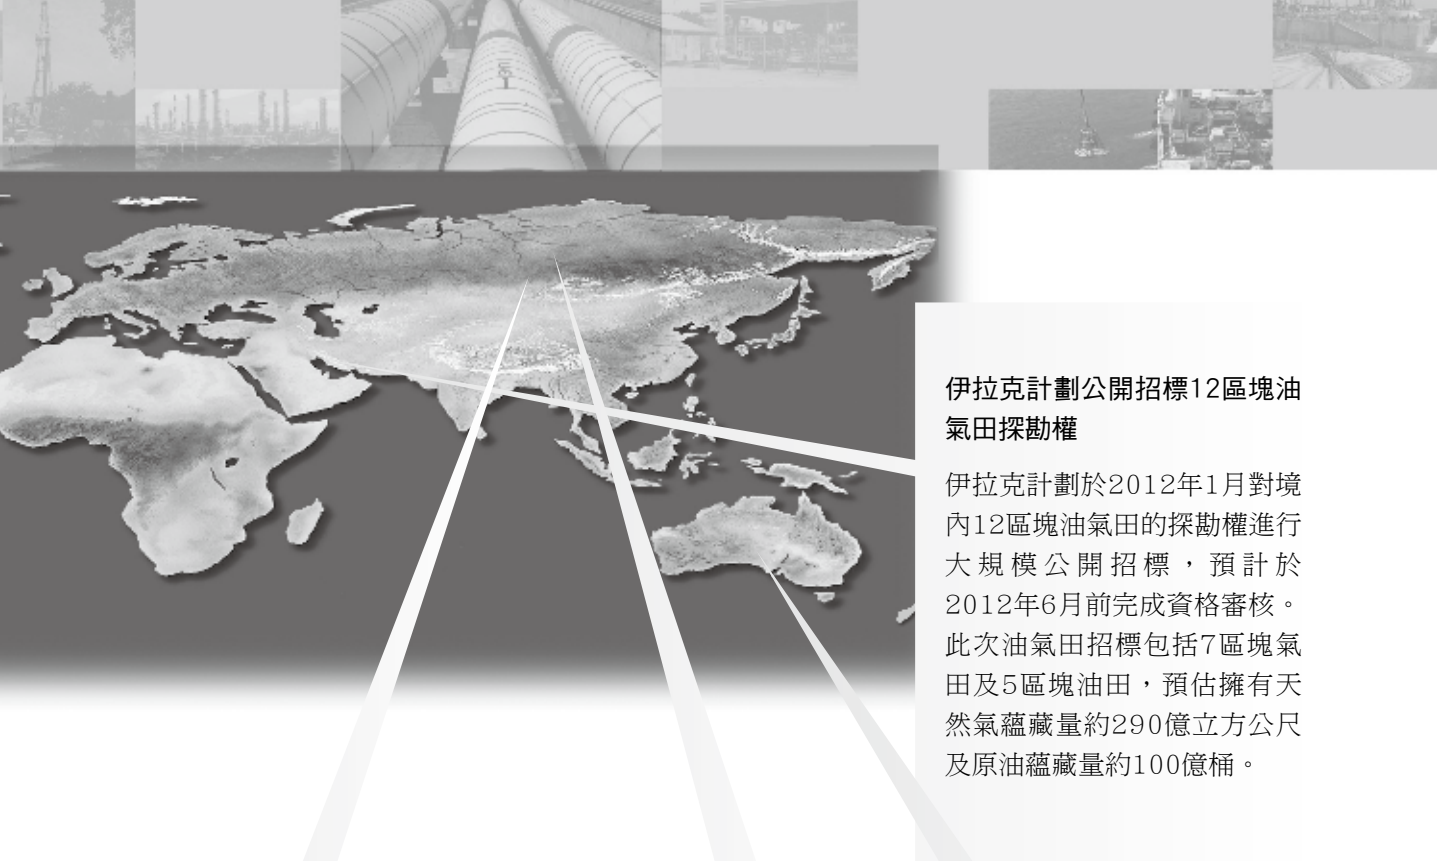 伊拉克計劃公開招標12區塊油
氣田探勘權
伊拉克計劃於2012年1月對境
內12區塊油氣田的探勘權進行
大規模公開招標，預計於
2012年6月前完成資格審核。
此次油氣田招標包括7區塊氣
田及5區塊油田，預估擁有天
然氣蘊藏量約290億立方公尺
及原油蘊藏量約100億桶。